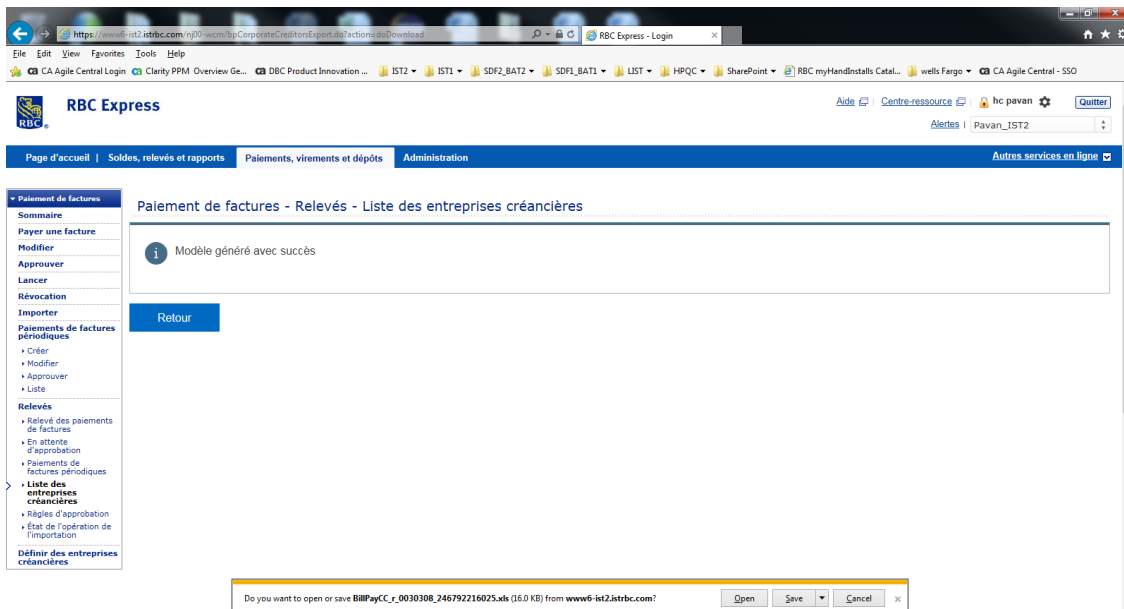 https://www6-ist2.istrbc.com/nj00-wcm/bpCorporateCreditorsExport.do?action=doDownload
RBC Express - Login
File Edit View Favorites Tools Help
CA Agile Central Login Clarity PPM Overview Ge... CA DBC Product Innovation ... IST2 IST1 SDF2_BAT2 SDF1_BAT1 LIST HPQC SharePoint RBC myHandInstalls Catal... wells Fargo CA Agile Central - SSO
RBC
RBC Express
Aide | Centre-ressource | hc pavan Quitter
Alertes | Pavan_IST2
Page d'accueil | Soldes, relevés et rapports Paiements, virements et dépôts Administration Autres services en ligne
Paiement de factures
Sommaire
Payer une facture
Modifier
Approuver
Lancer
Révocation
Importer
Paiements de factures
périodiques
Créer
Modifier
Approuver
Liste
Relevés
Relevé des paiements
de factures
En attente
d'approbation
Paiements de
factures périodiques
Liste des
entreprises
créancières
Règles d'approbation
État de l'opération de
l'importation
Définir des entreprises
créancières
Paiement de factures - Relevés - Liste des entreprises créancières
i Modèle généré avec succès
Retour
Do you want to open or save BillPayCC_r_0030308_246792216025.xls (16.0 KB) from www6-ist2.istrbc.com? Open Save Cancel